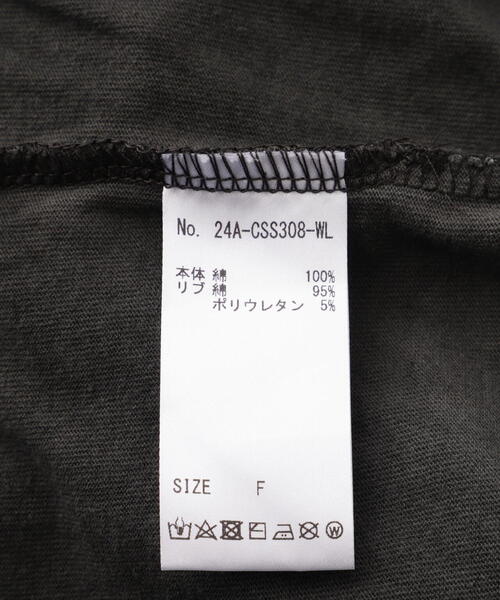 No. 24A-CSS308-WL
本体 綿 100%
リブ 綿 95%
ポリウレタン 5%
SIZE F
W